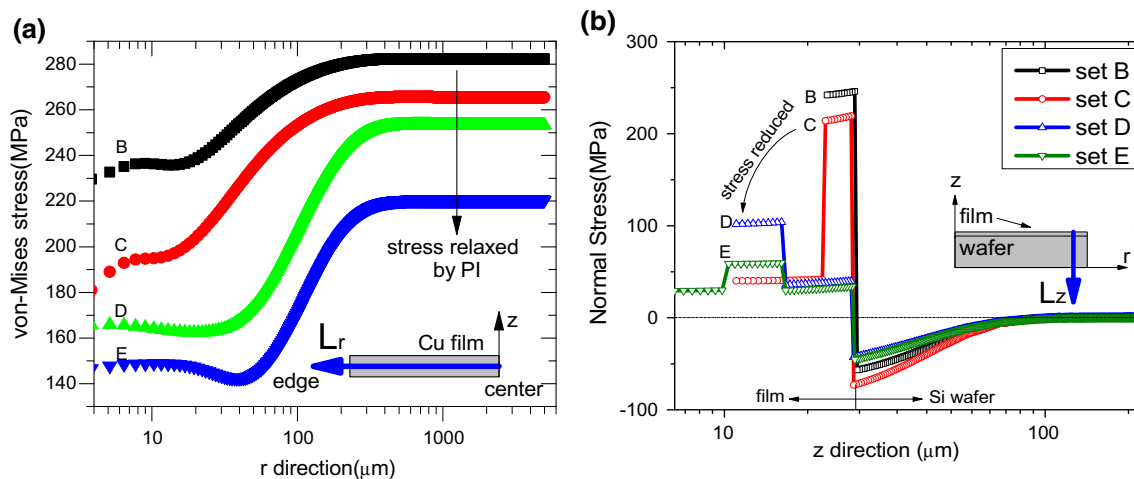 (a)
280
260
240
220
200
180
160
140
von-Mises stress(MPa)
B
C
D
E
stress relaxed
by PI
Lr
Cu film
z
edge
center
10
100
1000
r direction(μm)
(b)
300
200
100
0
-100
Normal Stress(MPa)
B
C
D
E
stress reduced
set B
set C
set D
set E
z
film
wafer
r
Lz
film
Si wafer
10
100
z direction (μm)